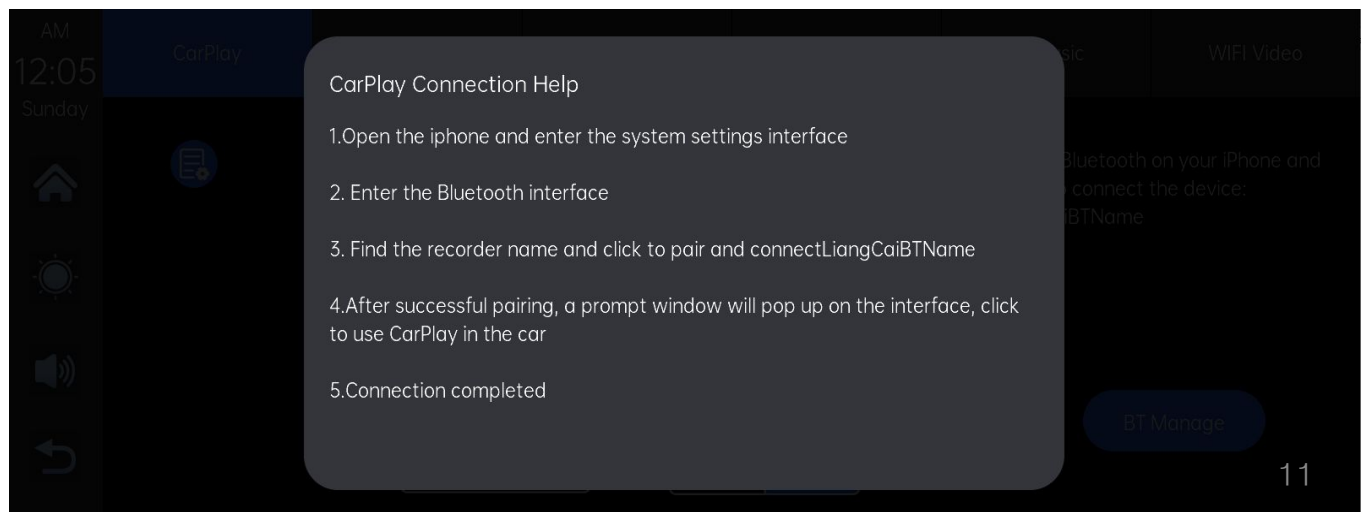 AM
12:05
Sunday
CarPlay
sic
WIFI Video
CarPlay Connection Help
1.Open the iphone and enter the system settings interface
2. Enter the Bluetooth interface
3. Find the recorder name and click to pair and connectLiangCaiBTName
4.After successful pairing, a prompt window will pop up on the interface, click
to use CarPlay in the car
5.Connection completed
Bluetooth on your iPhone and
connect the device:
iBTName
BT Manage
11